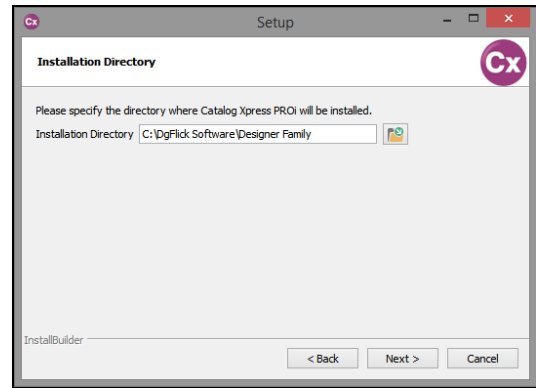 Cx
Setup
Installation Directory
Cx
Please specify the directory where Catalog Xpress PROi will be installed.
Installation Directory C:\DgFlick Software\Designer Family
InstallBuilder
< Back Next > Cancel